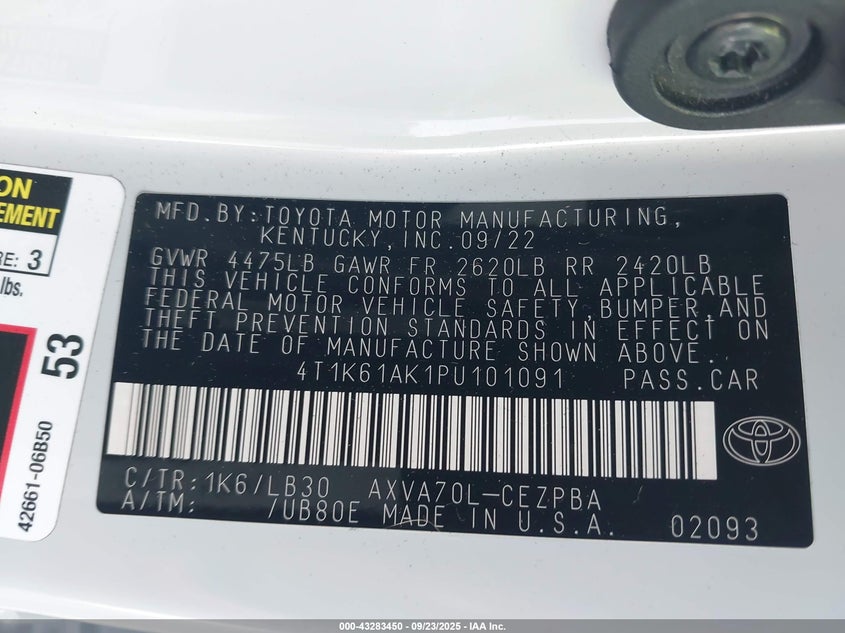 ON
EMENT
RE: 3
lbs.
53
42661-06B50
MFD.BY:TOYOTA MOTOR MANUFACTURING,
KENTUCKY,INC.09/22
GVWR 4475LB GAWR FR 2620LB RR 2420LB
THIS VEHICLE CONFORMS TO ALL APPLICABLE
FEDERAL MOTOR VEHICLE SAFETY,BUMPER,AND
THEFT PREVENTION STANDARDS IN EFFECT ON
THE DATE OF MANUFACTURE SHOWN ABOVE.
4T1K61AK1PU101091 PASS.CAR
C/TR:1K6/LB30 AXVA70L-CEZPBA
A/TM: /UB80E MADE IN U.S.A. 02093
000-43283450 - 09/23/2025 - IAA Inc.